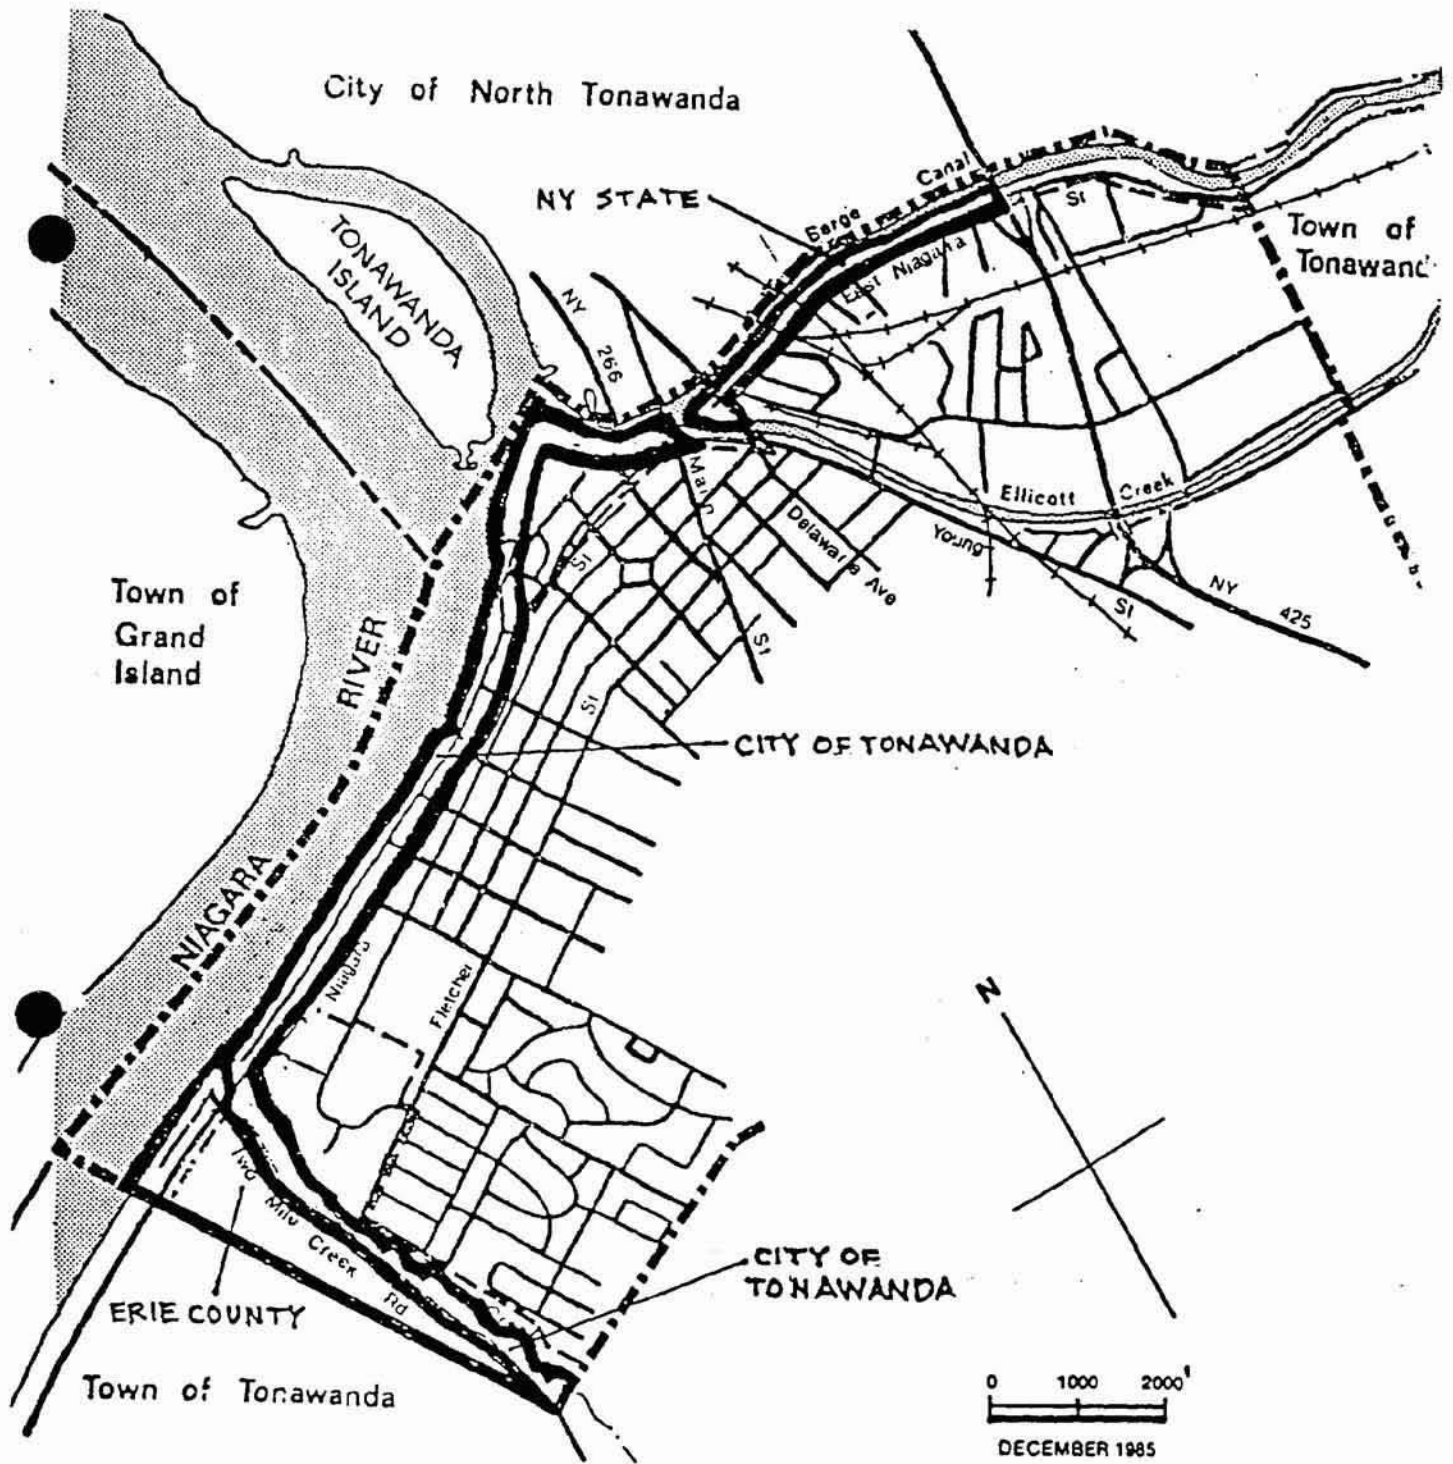 City of North Tonawanda
NY STATE
Barge Canal
St
East Niagara
Town of
Tonawand
TONAWANDA
ISLAND
NY
266
Main
St
Delaware Ave
Young
St
Ellicott Creek
NY
425
Town of
Grand
Island
St
St
RIVER
NIAGARA
CITY OF TONAWANDA
Niagara
Fletcher
N
Two Mile Creek Rd
CITY OF
TONAWANDA
ERIE COUNTY
Town of Tonawanda
0 1000 2000'
DECEMBER 1985